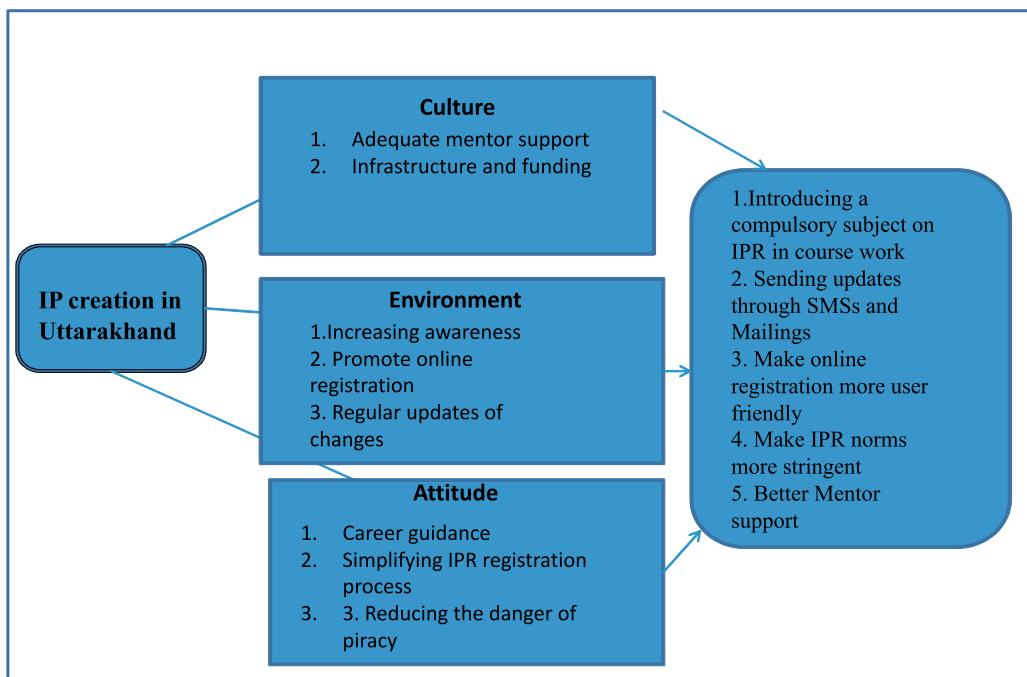 IP creation in
Uttarakhand
Culture
1. Adequate mentor support
2. Infrastructure and funding
Environment
1.Increasing awareness
2. Promote online
registration
3. Regular updates of
changes
Attitude
1. Career guidance
2. Simplifying IPR registration
process
3. 3. Reducing the danger of
piracy
1.Introducing a
compulsory subject on
IPR in course work
2. Sending updates
through SMSs and
Mailings
3. Make online
registration more user
friendly
4. Make IPR norms
more stringent
5. Better Mentor
support